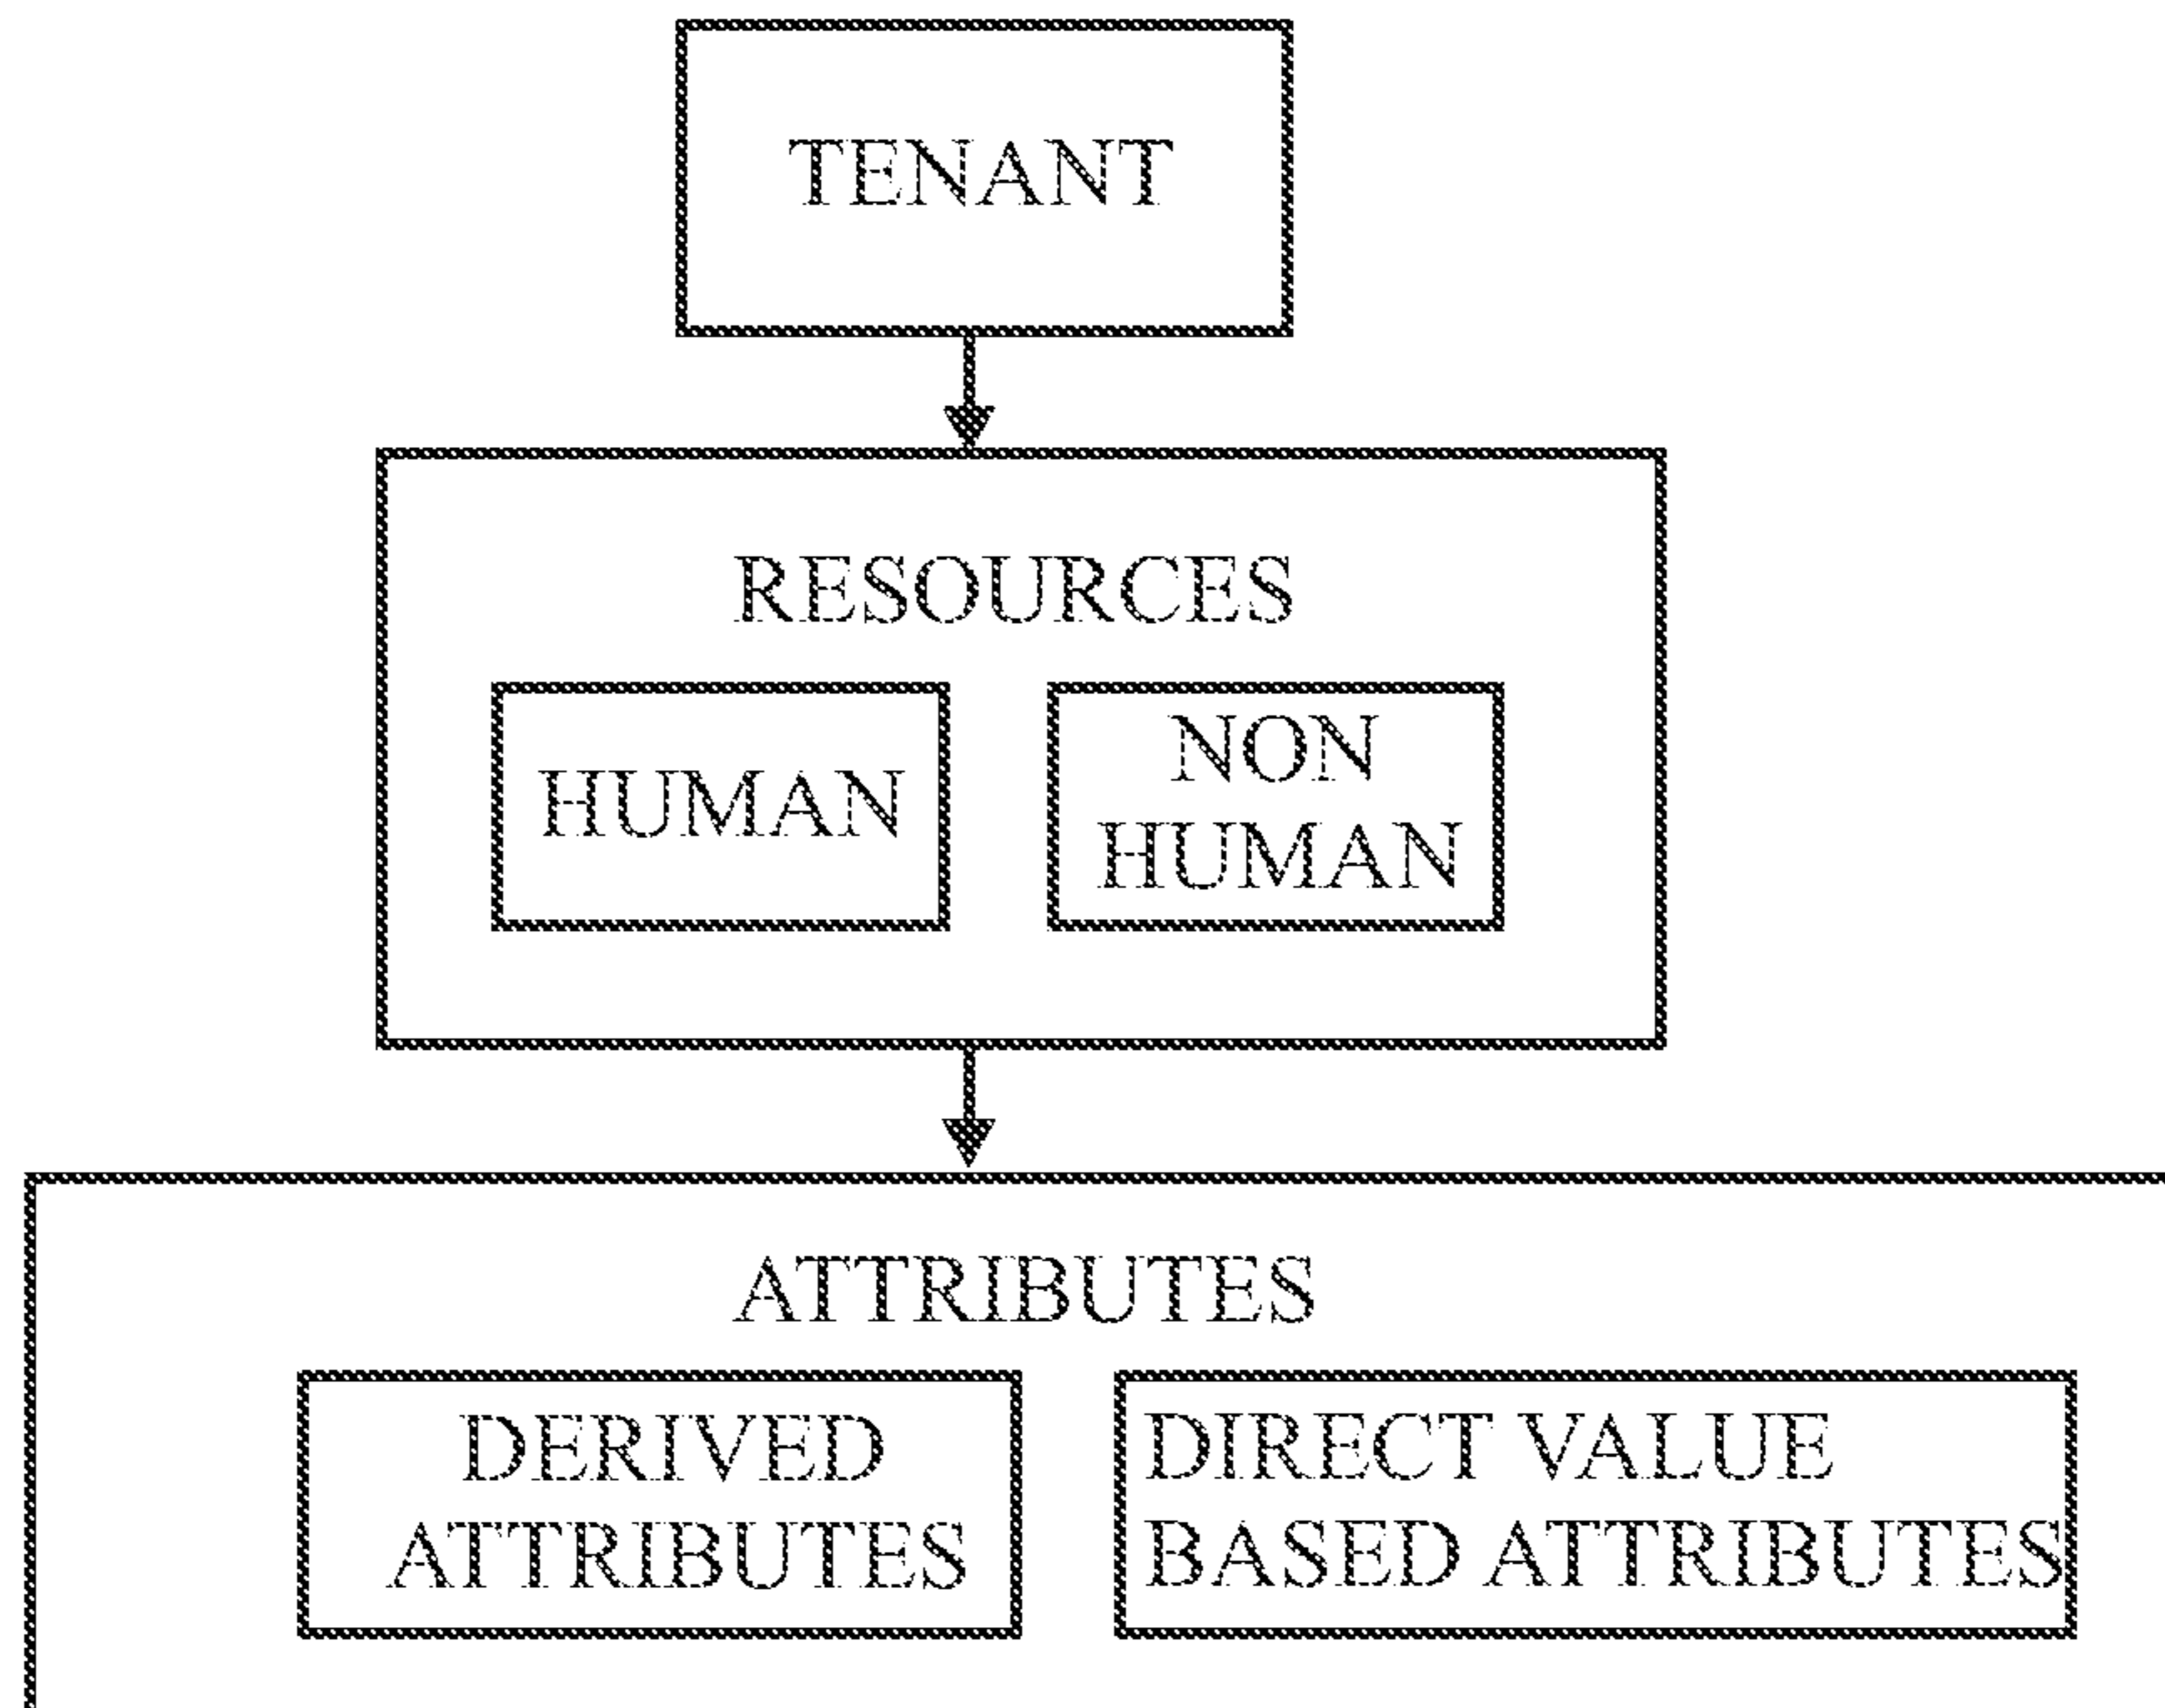 TENANT
RESOURCES
HUMAN
NON
HUMAN
ATTRIBUTES
DERIVED
ATTRIBUTES
DIRECT VALUE
BASED ATTRIBUTES